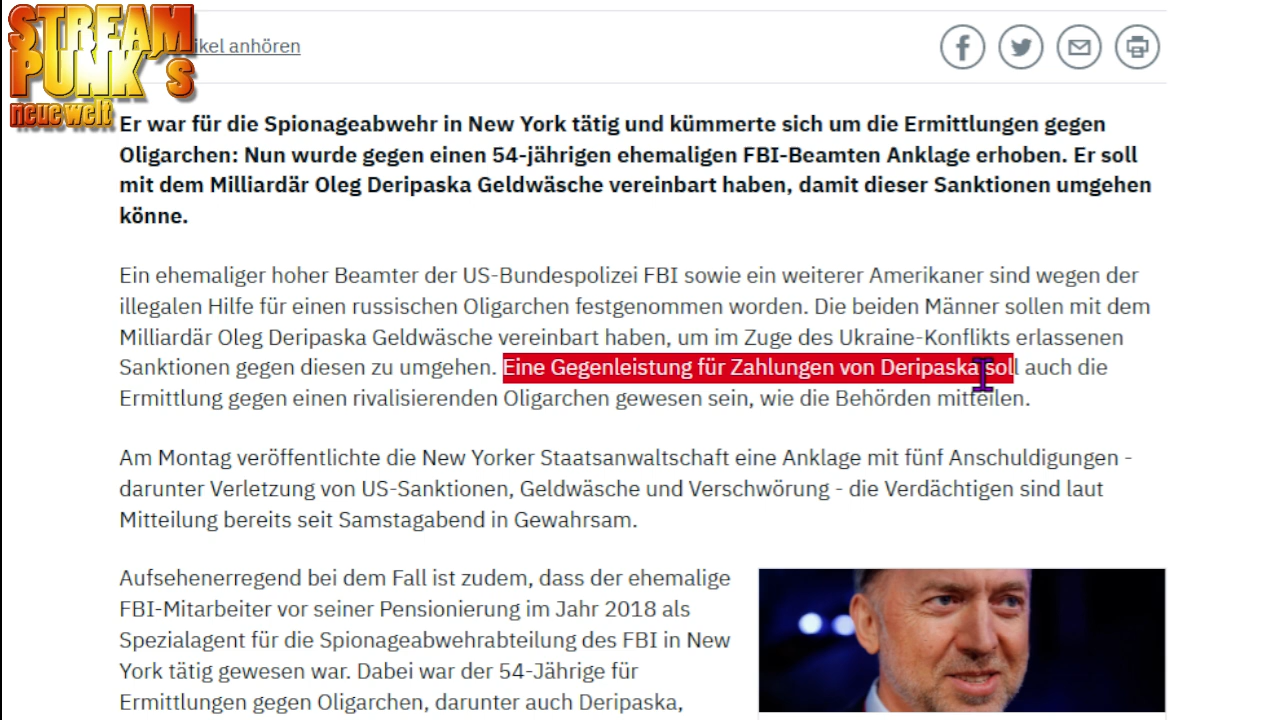 STREAM
PUNK´s
neue welt
ikel anhören
Er war für die Spionageabwehr in New York tätig und kümmerte sich um die Ermittlungen gegen
Oligarchen: Nun wurde gegen einen 54-jährigen ehemaligen FBI-Beamten Anklage erhoben. Er soll
mit dem Milliardär Oleg Deripaska Geldwäsche vereinbart haben, damit dieser Sanktionen umgehen
könne.
Ein ehemaliger hoher Beamter der US-Bundespolizei FBI sowie ein weiterer Amerikaner sind wegen der
illegalen Hilfe für einen russischen Oligarchen festgenommen worden. Die beiden Männer sollen mit dem
Milliardär Oleg Deripaska Geldwäsche vereinbart haben, um im Zuge des Ukraine-Konflikts erlassenen
Sanktionen gegen diesen zu umgehen. Eine Gegenleistung für Zahlungen von Deripaska soll auch die
Ermittlung gegen einen rivalisierenden Oligarchen gewesen sein, wie die Behörden mitteilen.
Am Montag veröffentlichte die New Yorker Staatsanwaltschaft eine Anklage mit fünf Anschuldigungen -
darunter Verletzung von US-Sanktionen, Geldwäsche und Verschwörung - die Verdächtigen sind laut
Mitteilung bereits seit Samstagabend in Gewahrsam.
Aufsehenerregend bei dem Fall ist zudem, dass der ehemalige
FBI-Mitarbeiter vor seiner Pensionierung im Jahr 2018 als
Spezialagent für die Spionageabwehrabteilung des FBI in New
York tätig gewesen war. Dabei war der 54-Jährige für
Ermittlungen gegen Oligarchen, darunter auch Deripaska,